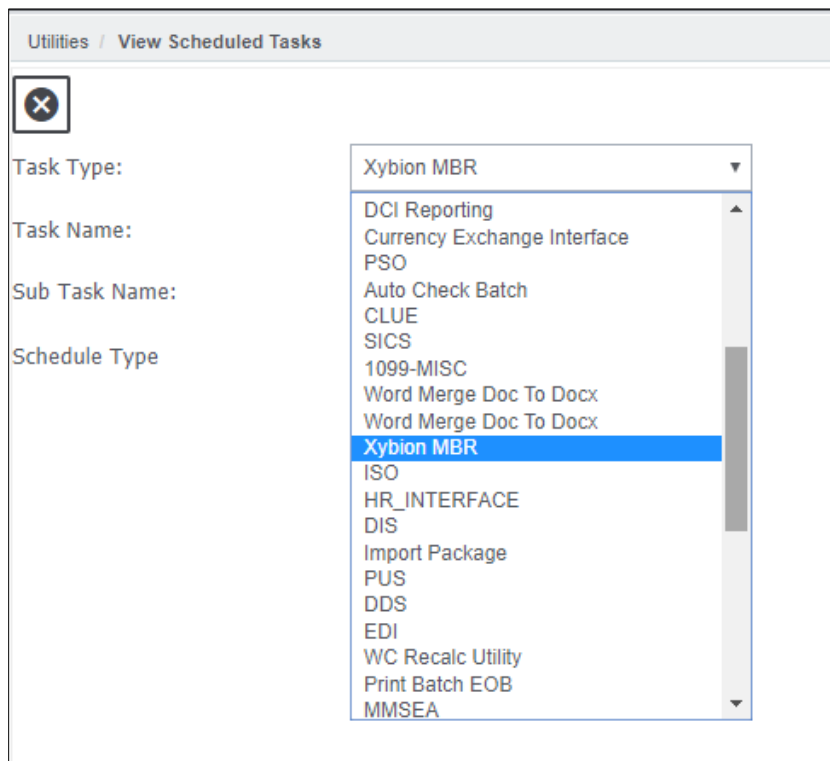 Utilities / View Scheduled Tasks
Task Type:
Xybion MBR
Task Name:
Sub Task Name:
Schedule Type
DCI Reporting
Currency Exchange Interface
PSO
Auto Check Batch
CLUE
SICS
1099-MISC
Word Merge Doc To Docx
Word Merge Doc To Docx
Xybion MBR
ISO
HR_INTERFACE
DIS
Import Package
PUS
DDS
EDI
WC Recalc Utility
Print Batch EOB
MMSEA